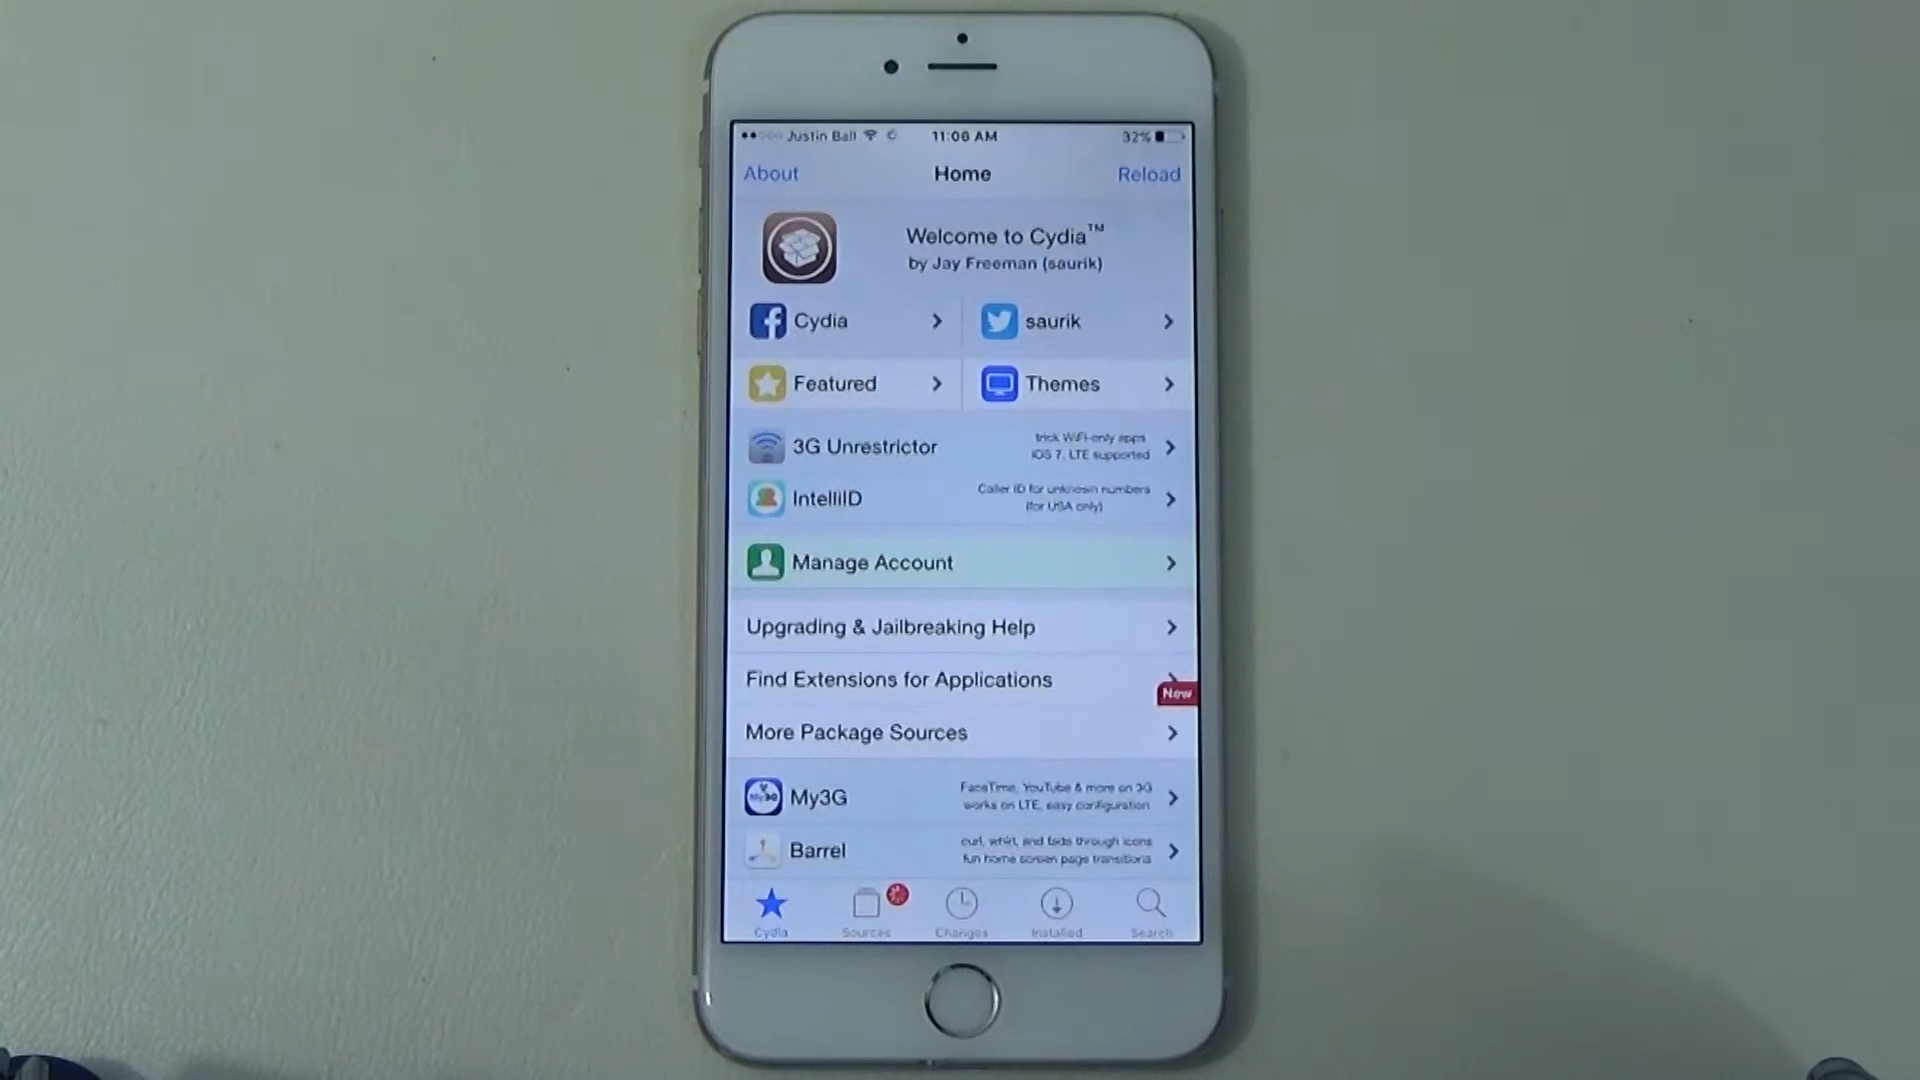 Justin Ball 11:06 AM 32%
About Home Reload
Welcome to Cydia™
by Jay Freeman (saurik)
Cydia saurik
Featured Themes
3G Unrestrictor
trick WiFi-only apps
iOS 7, LTE supported
IntelliID
Caller ID for unknown numbers
(for USA only)
Manage Account
Upgrading & Jailbreaking Help
Find Extensions for Applications
New
More Package Sources
My3G
FaceTime, YouTube & more on 3G
works on LTE, easy configuration
Barrel
curl, whirl, and fade through icons
fun home screen page transitions
Cydia Sources Changes Installed Search